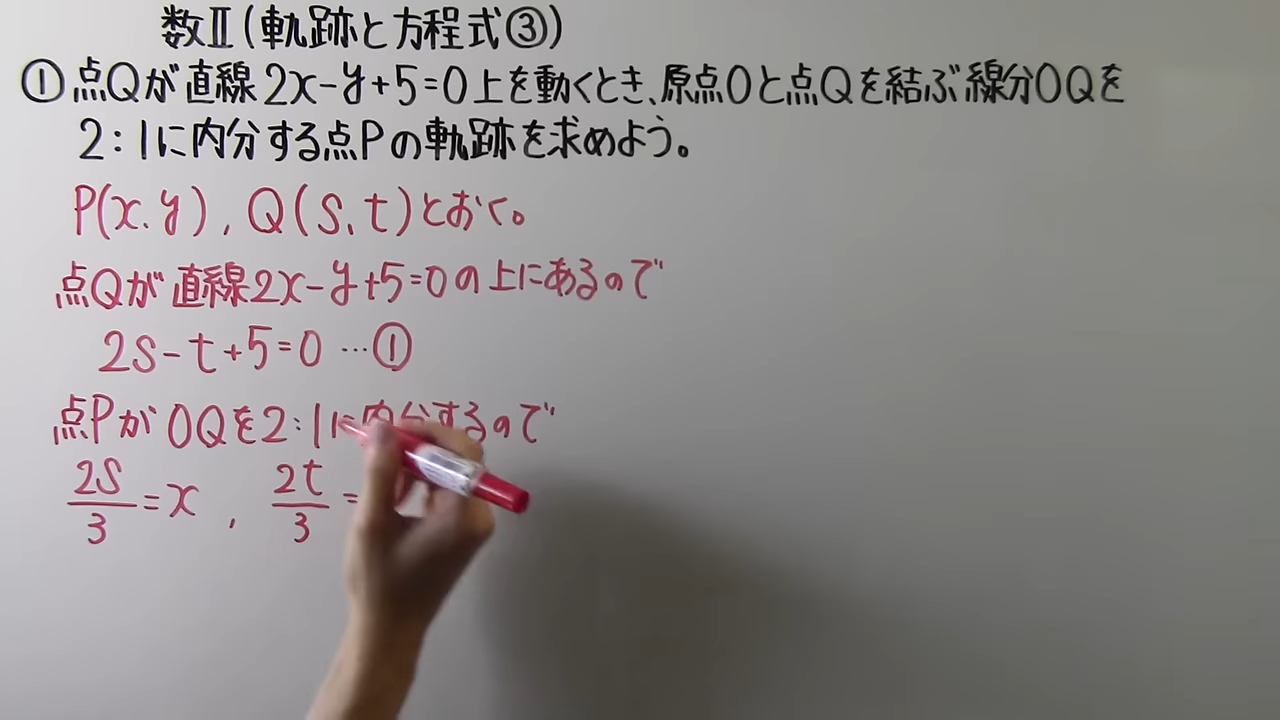 数Ⅱ(軌跡と方程式③)
①点Qが直線2x-y+5=0上を動くとき、原点Oと点Qを結ぶ線分OQを
2:1に内分する点Pの軌跡を求めよう。
P(x.y),Q(s,t)とおく。
点Qが直線2x-y+5=0の上にあるので
2s-t+5=0…①
点PがOQを2:1に内分するので
2s/3=x, 2t/3=